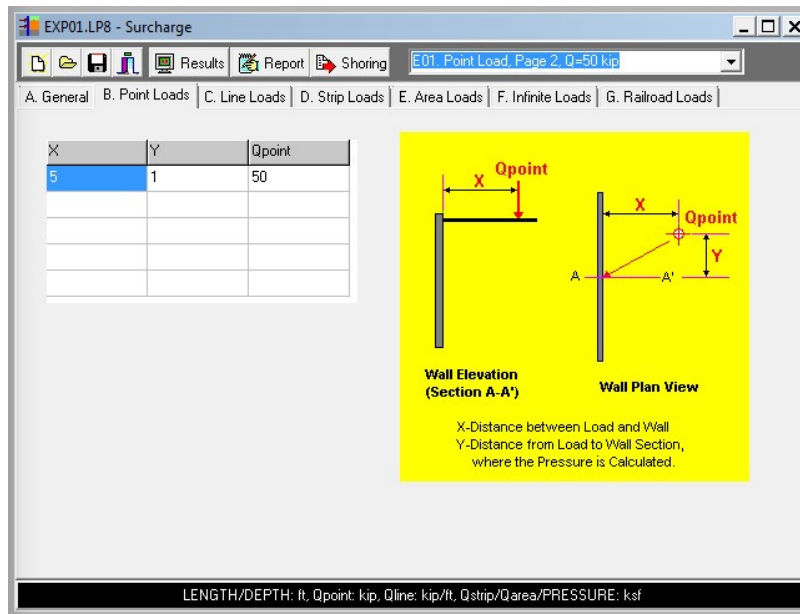 EXP01.LP8 - Surcharge
Results Report Shoring E01. Point Load, Page 2, Q=50 kip
A. General B. Point Loads C. Line Loads D. Strip Loads E. Area Loads F. Infinite Loads G. Railroad Loads
X Y Qpoint
5 1 50
X Qpoint
X Qpoint
Y
A A'
Wall Elevation
(Section A-A')
Wall Plan View
X-Distance between Load and Wall
Y-Distance from Load to Wall Section,
where the Pressure is Calculated.
LENGTH/DEPTH: ft, Qpoint: kip, Qline: kip/ft, Qstrip/Qarea/PRESSURE: ksf